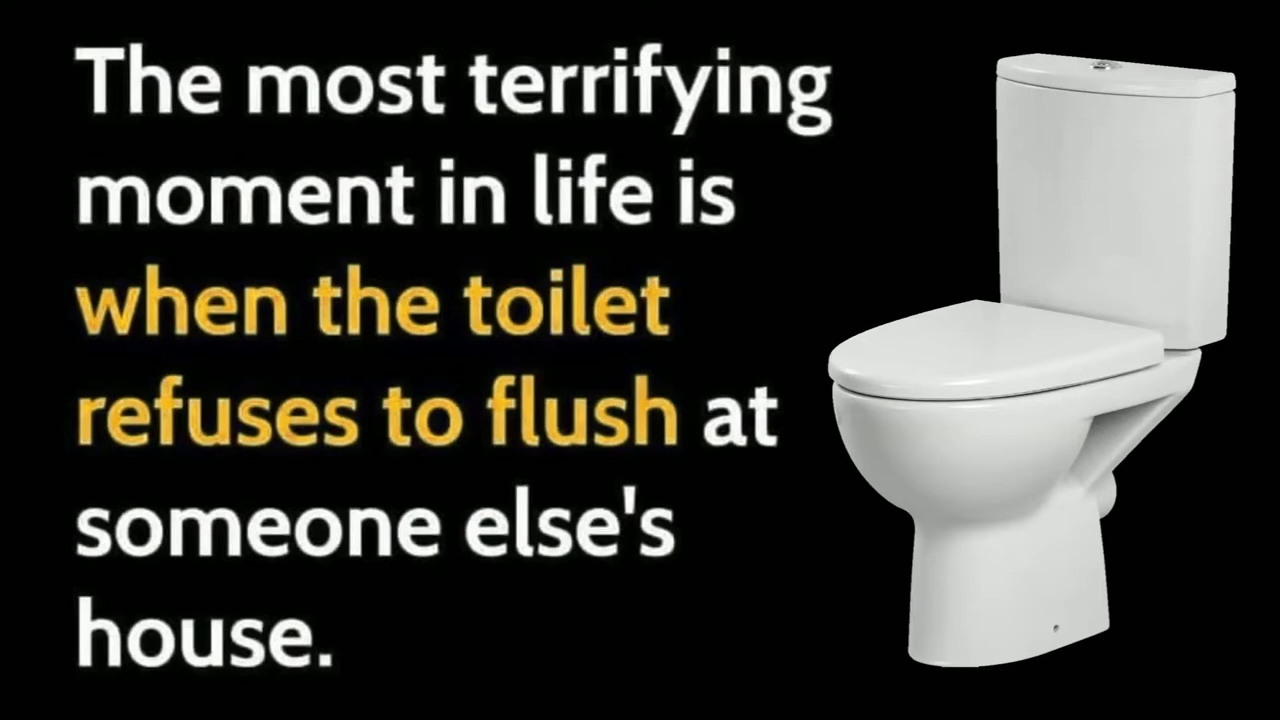 The most terrifying
moment in life is
when the toilet
refuses to flush at
someone else's
house.